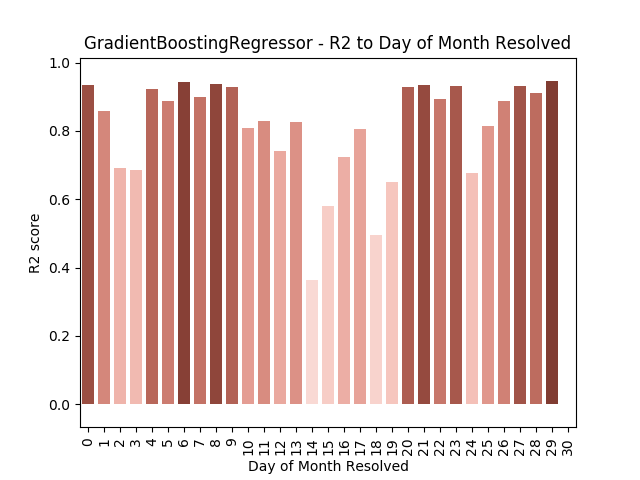 GradientBoostingRegressor - R2 to Day of Month Resolved
1.0
0.8
0.6
0.4
0.2
0.0
R2 score
0 1 2 3 4 5 6 7 8 9 10 11 12 13 14 15 16 17 18 19 20 21 22 23 24 25 26 27 28 29 30
Day of Month Resolved